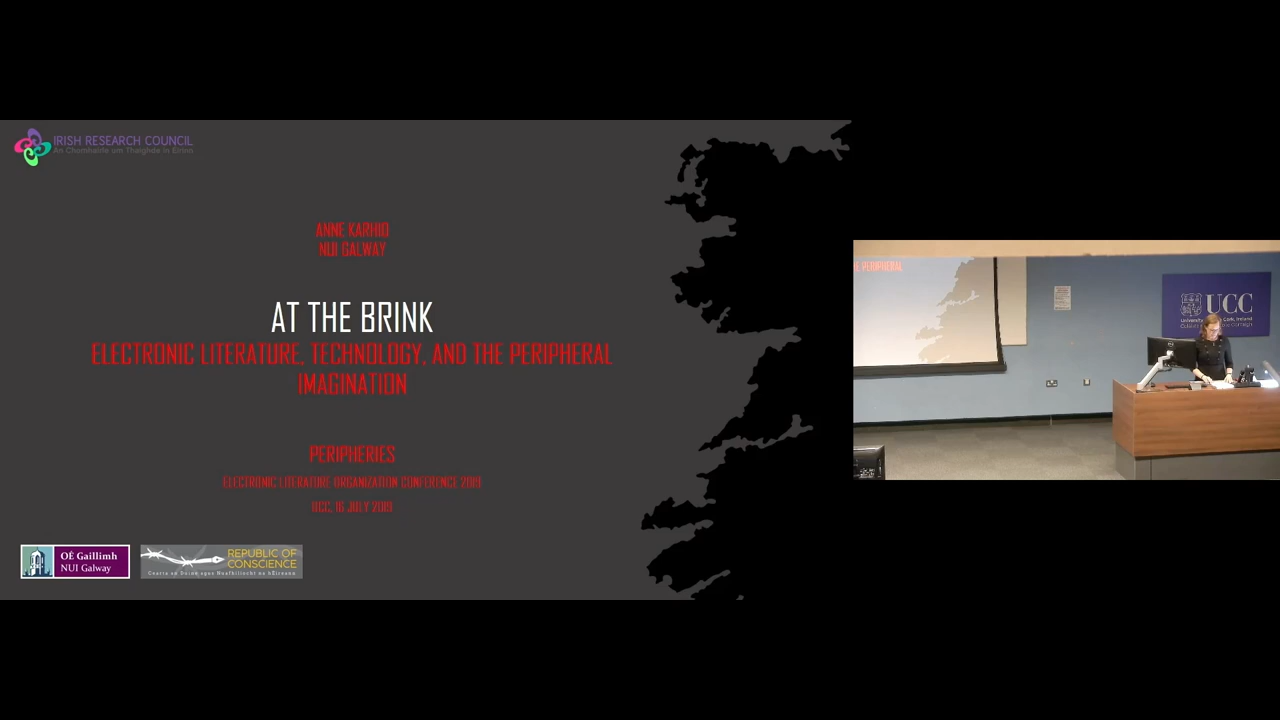 IRISH RESEARCH COUNCIL
An Chomhairle um Thaighde in Éirinn
ANNE KARHIO
NUI GALWAY
AT THE BRINK
ELECTRONIC LITERATURE, TECHNOLOGY, AND THE PERIPHERAL
IMAGINATION
PERIPHERIES
ELECTRONIC LITERATURE ORGANIZATION CONFERENCE 2019
UCC, 16 JULY 2019
OÉ Gaillimh
NUI Galway
REPUBLIC OF
CONSCIENCE
PERIPHERAL
UCC
Cork, Ireland